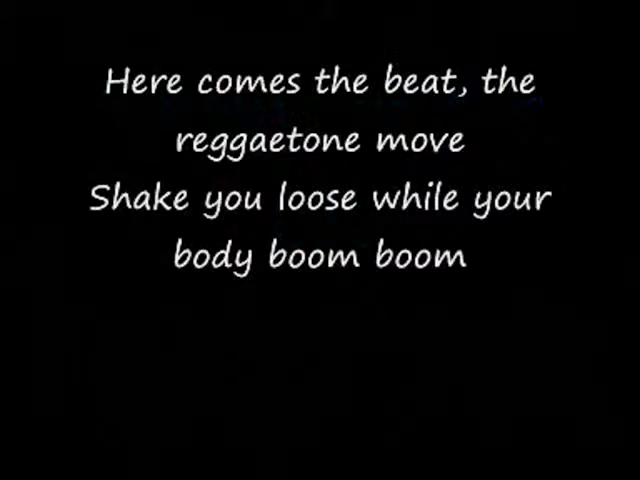 Here comes the beat, the
reggaetone move
Shake you loose while your
body boom boom